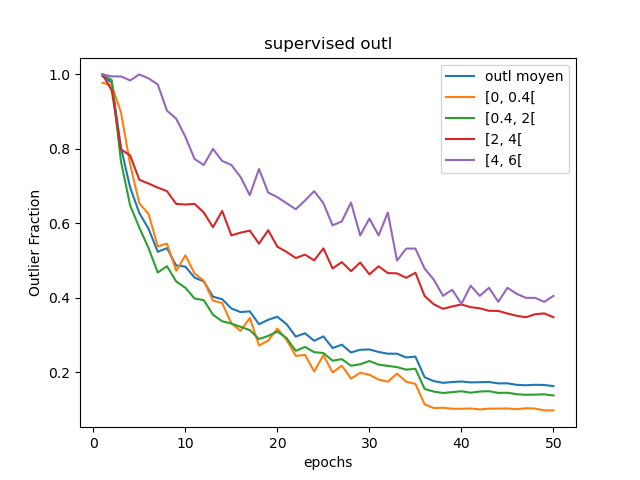 supervised outl
outl moyen
[0, 0.4[
[0.4, 2[
[2, 4[
[4, 6[
Outlier Fraction
1.0
0.8
0.6
0.4
0.2
0 10 20 30 40 50
epochs